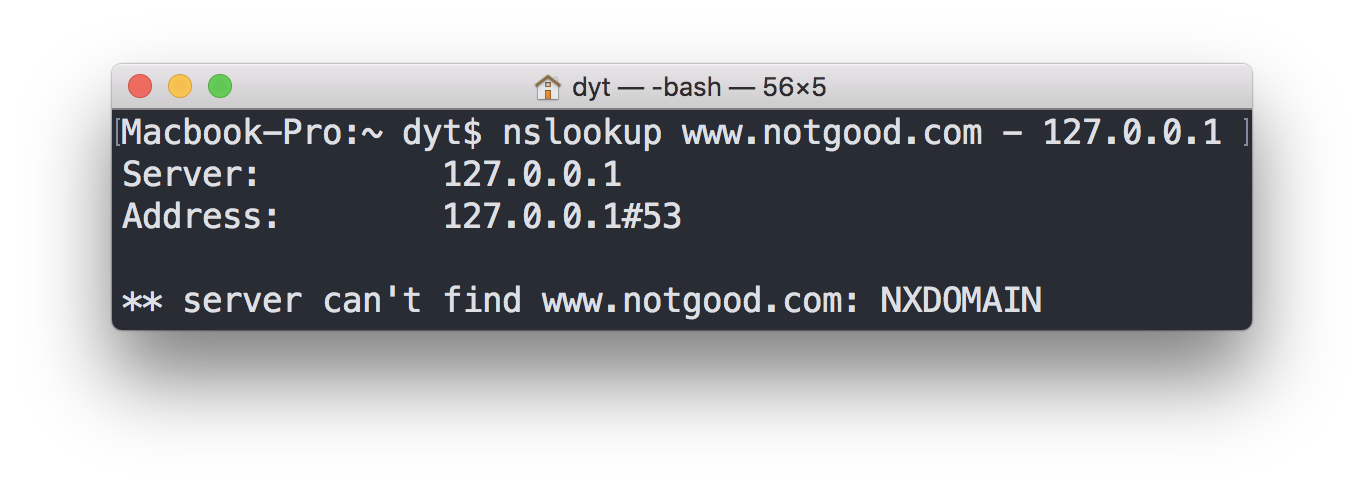 dyt — -bash — 56×5
Macbook-Pro:~ dyt$ nslookup www.notgood.com - 127.0.0.1
Server:         127.0.0.1
Address:        127.0.0.1#53

** server can't find www.notgood.com: NXDOMAIN